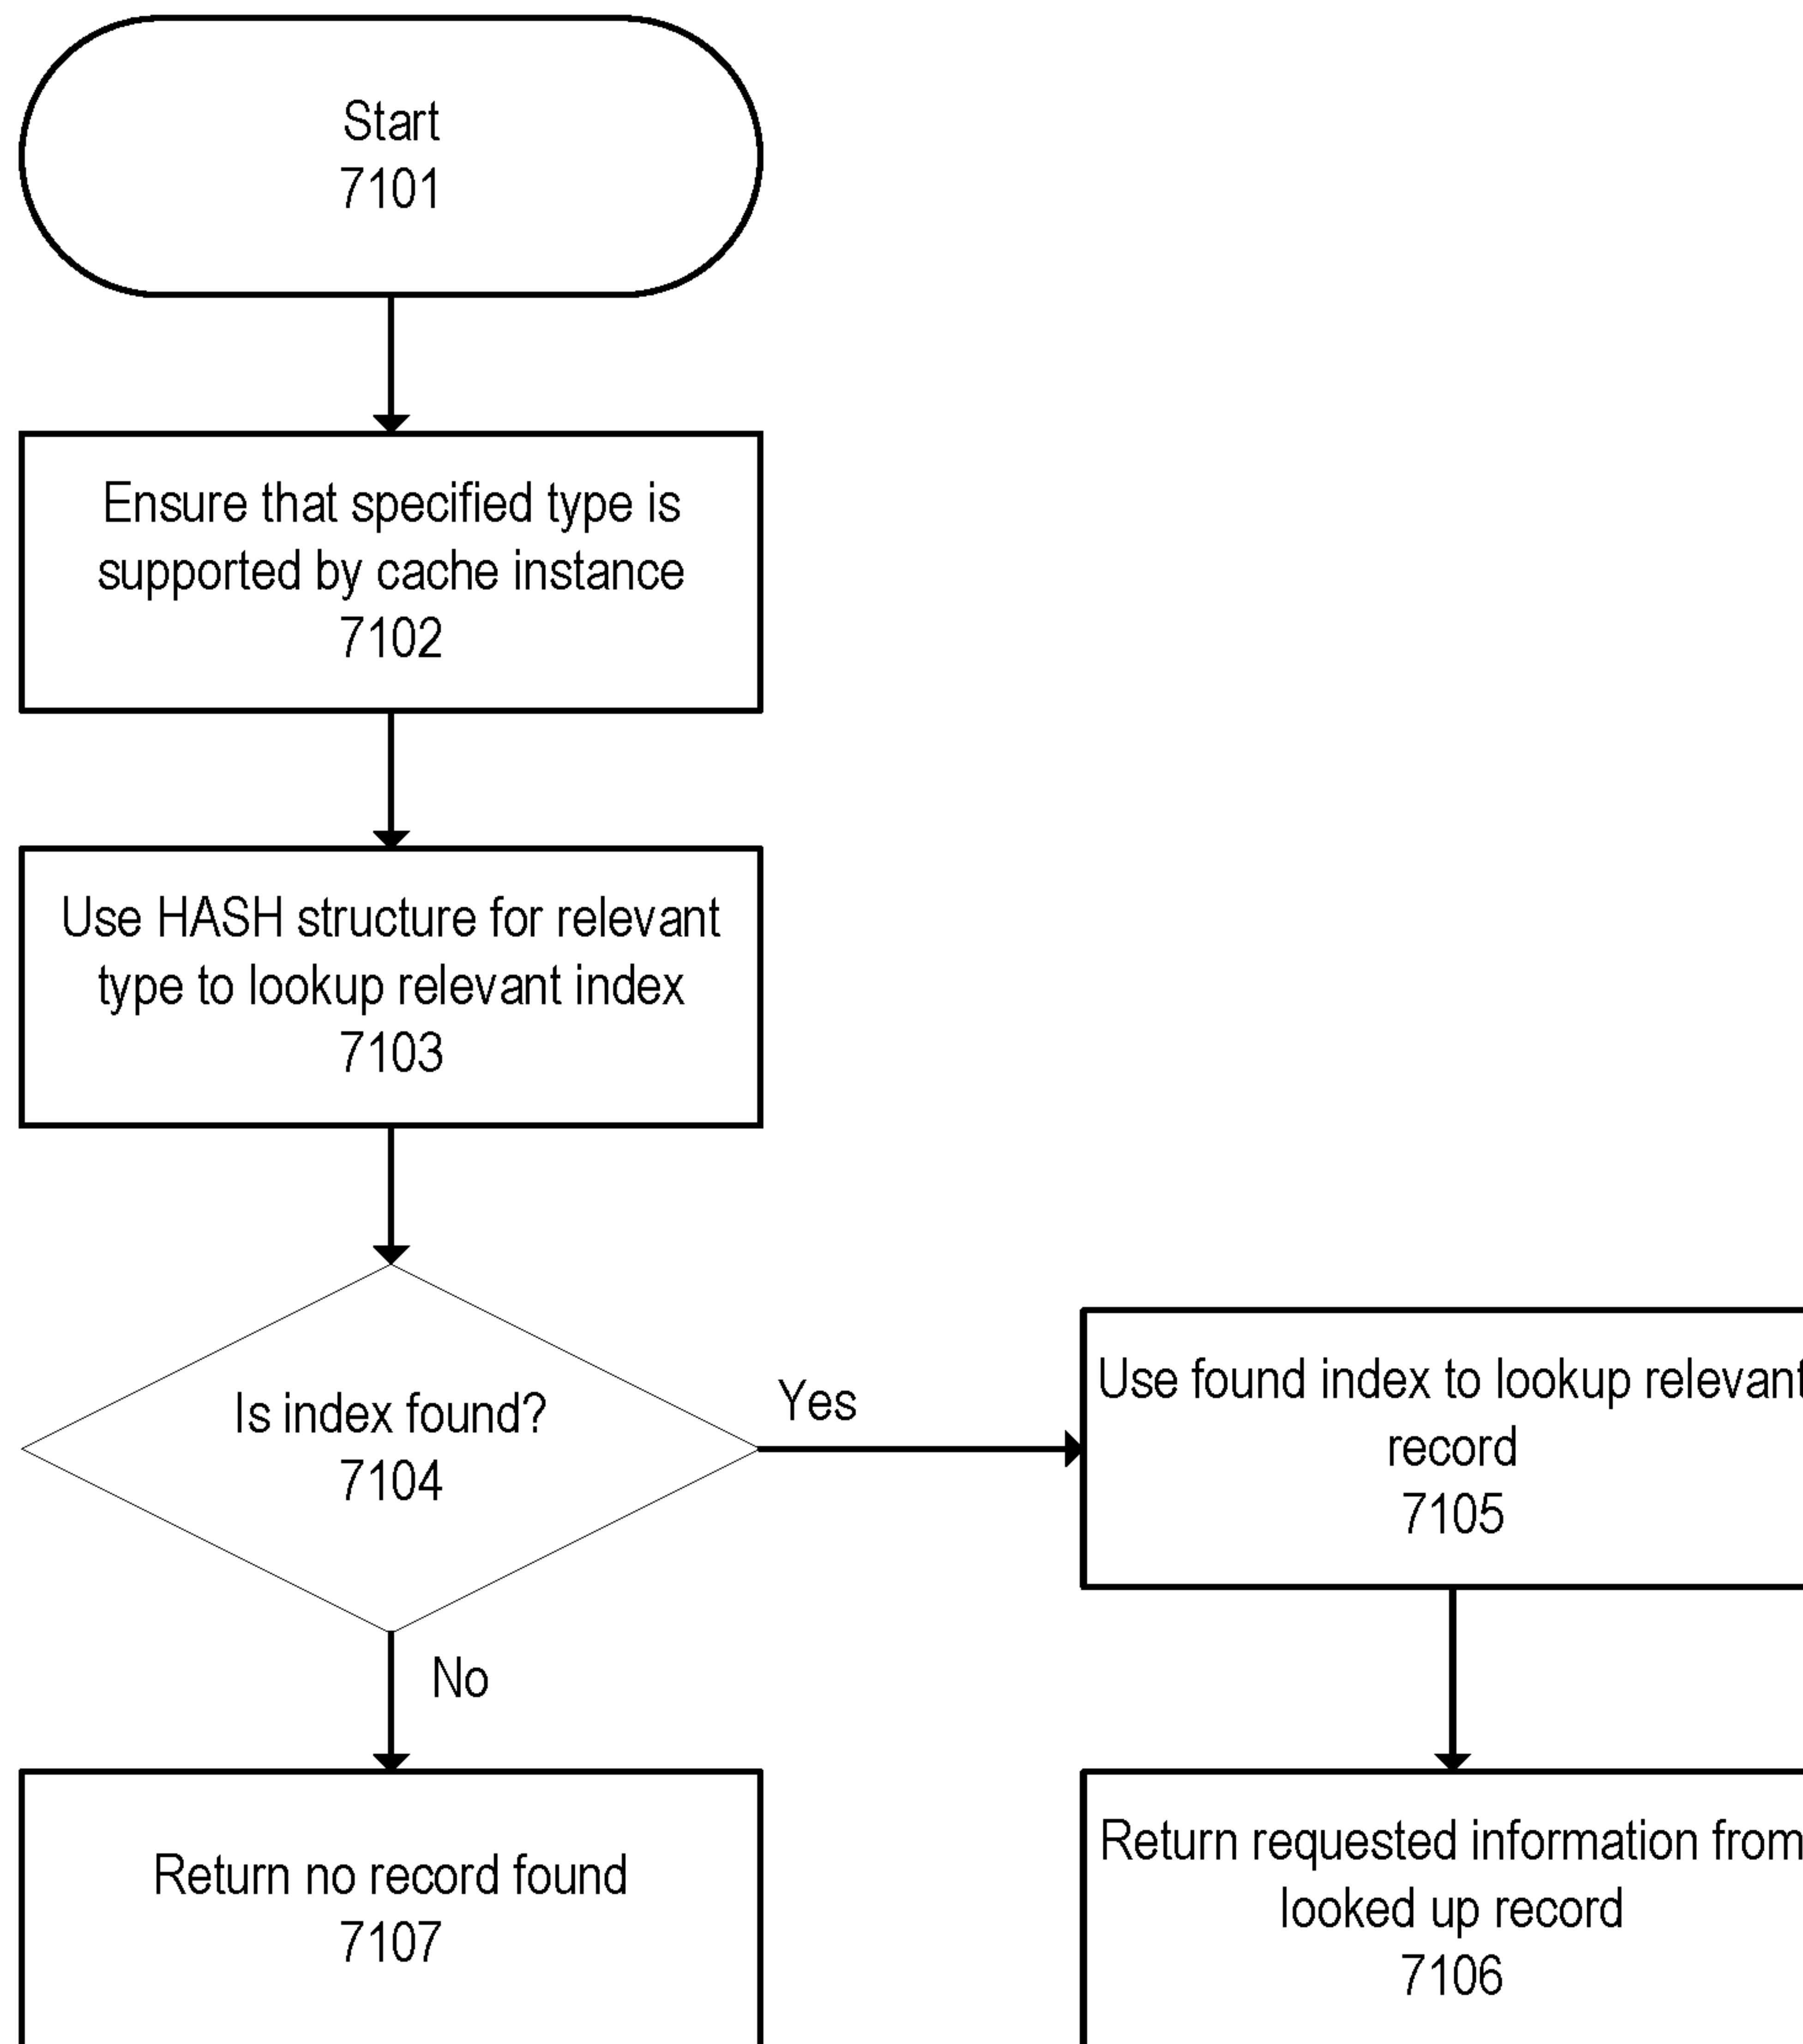 Start
7101
Ensure that specified type is
supported by cache instance
7102
Use HASH structure for relevant
type to lookup relevant index
7103
Is index found?
7104
Yes
Use found index to lookup relevant
record
7105
No
Return no record found
7107
Return requested information from
looked up record
7106